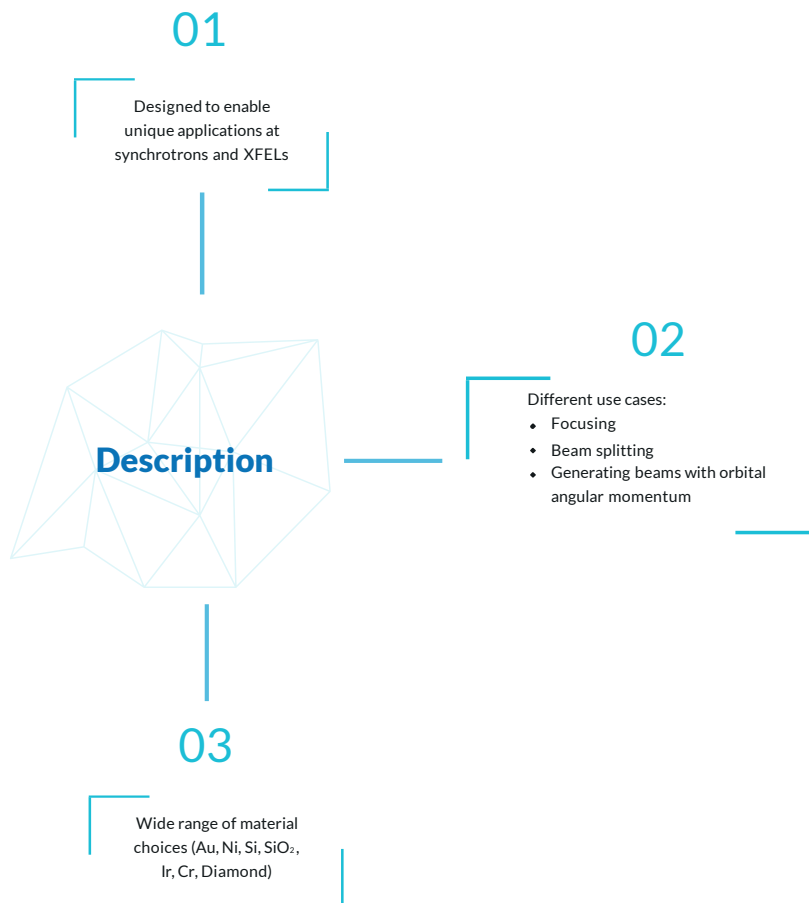 01
Designed to enable
unique applications at
synchrotrons and XFELs
Description
02
Different use cases:
• Focusing
• Beam splitting
• Generating beams with orbital
angular momentum
03
Wide range of material
choices (Au, Ni, Si, SiO₂,
Ir, Cr, Diamond)